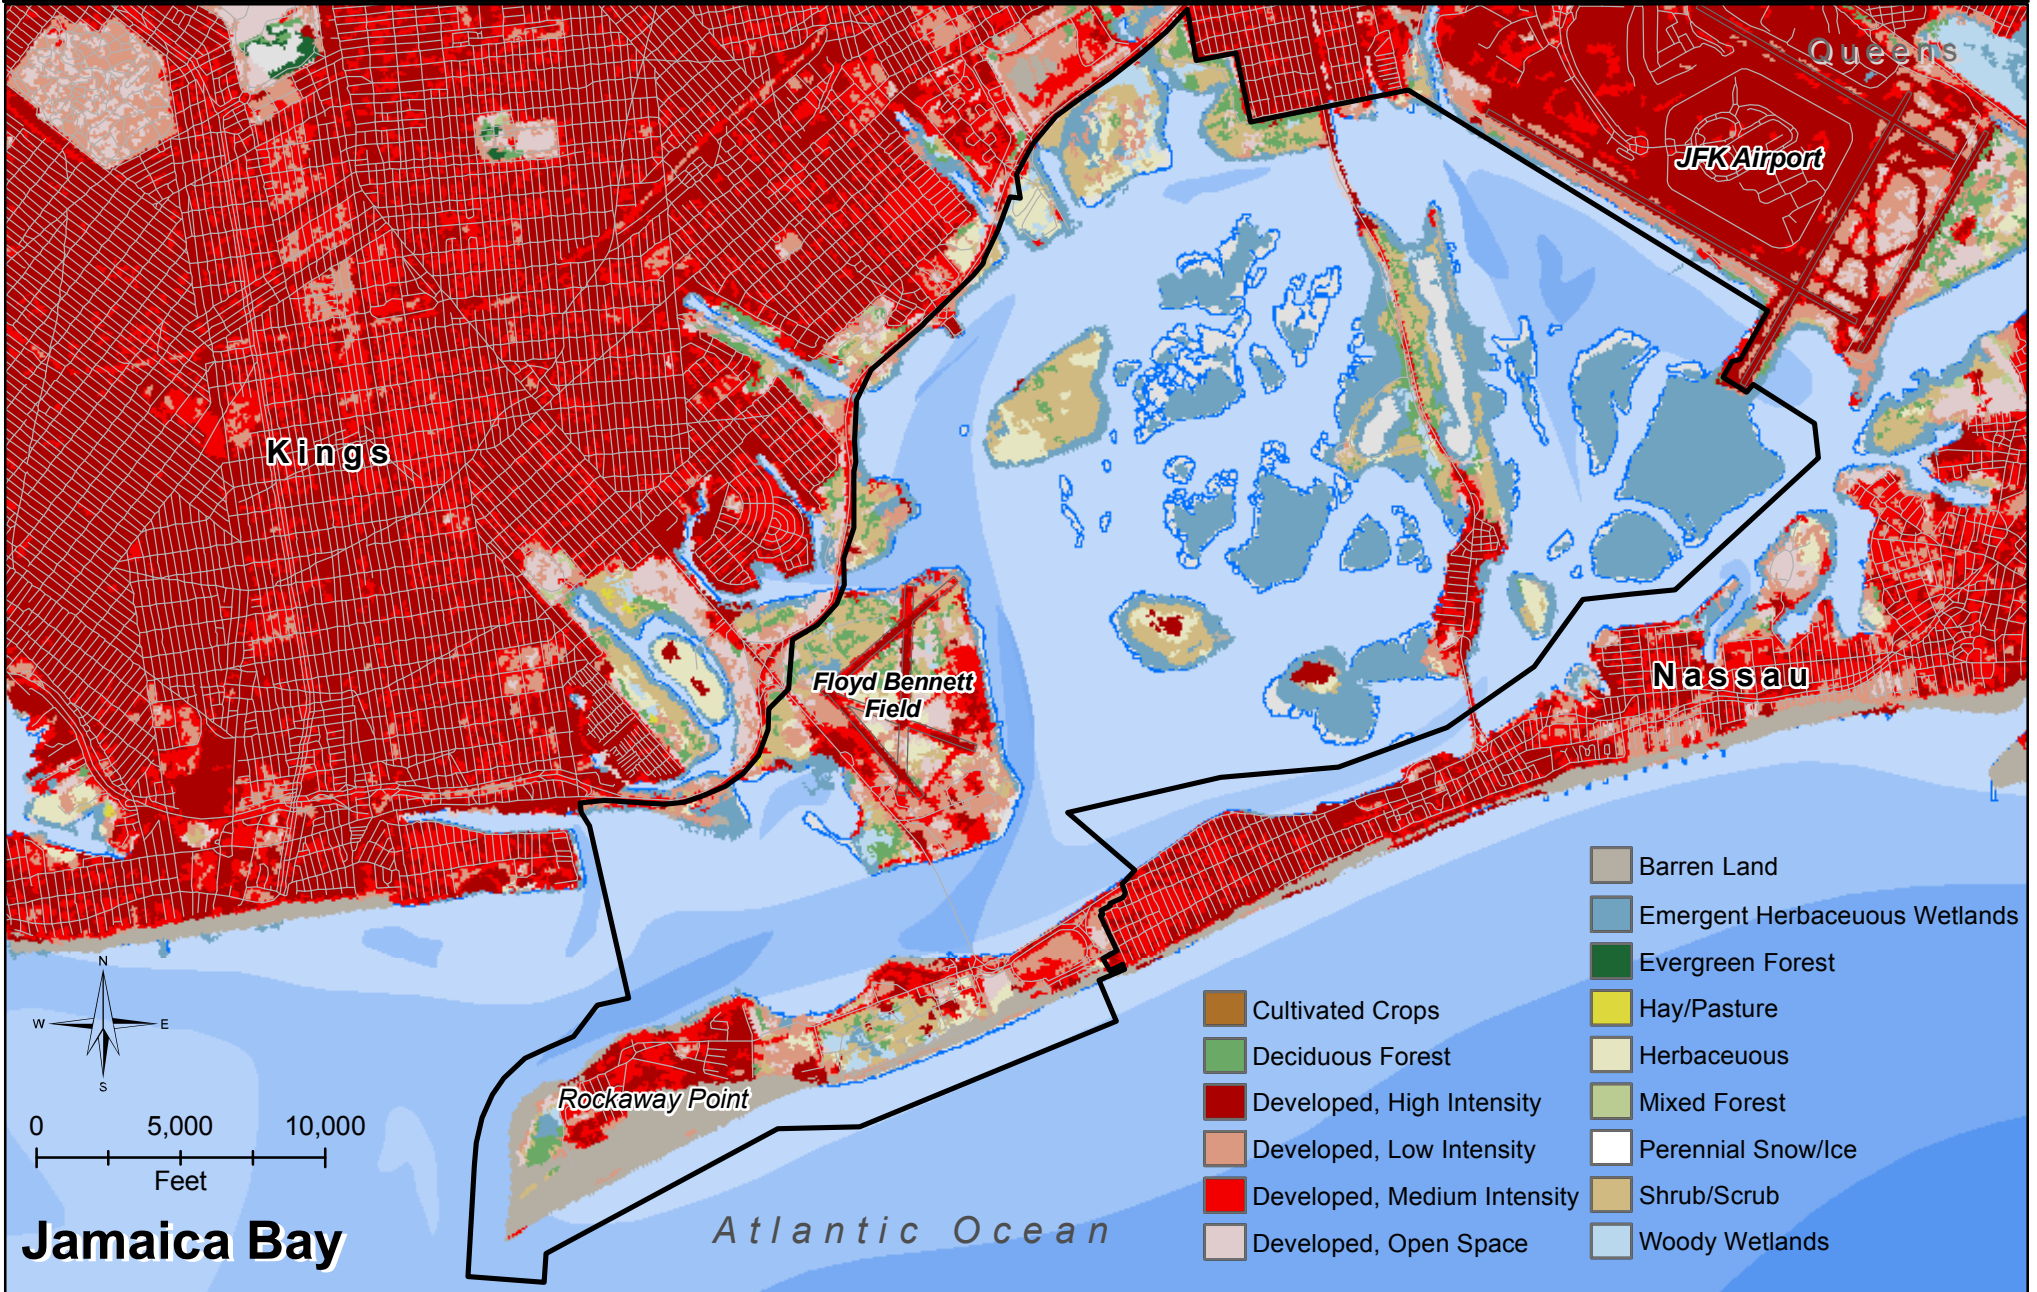 Queens
JFK Airport
Kings
Floyd Bennett
Field
Nassau
Rockaway Point
Atlantic Ocean
N
W
E
S
0
5,000
10,000
Feet
Jamaica Bay
Cultivated Crops
Deciduous Forest
Developed, High Intensity
Developed, Low Intensity
Developed, Medium Intensity
Developed, Open Space
Barren Land
Emergent Herbaceuous Wetlands
Evergreen Forest
Hay/Pasture
Herbaceuous
Mixed Forest
Perennial Snow/Ice
Shrub/Scrub
Woody Wetlands